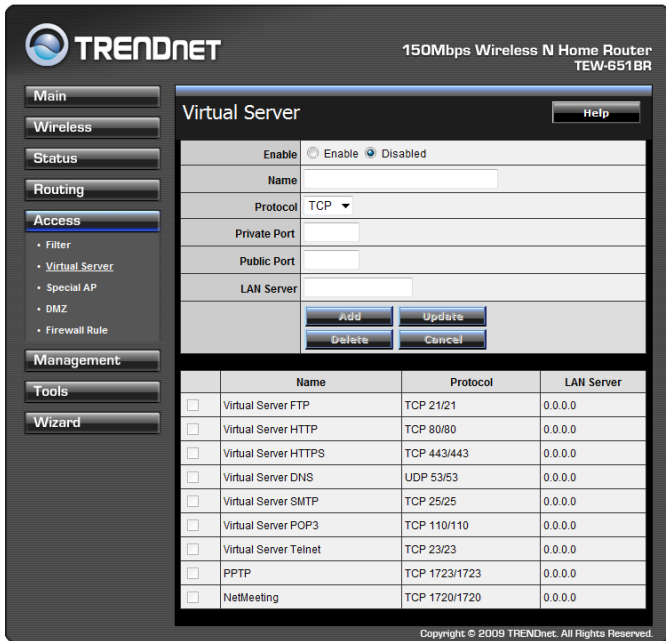 TRENDNET
150Mbps Wireless N Home Router
TEW-651BR
Main
Wireless
Status
Routing
Access
• Filter
• Virtual Server
• Special AP
• DMZ
• Firewall Rule
Management
Tools
Wizard
Virtual Server
Help
Enable Enable Disabled
Name
Protocol TCP
Private Port
Public Port
LAN Server
Add Update
Delete Cancel
Name Protocol LAN Server
Virtual Server FTP TCP 21/21 0.0.0.0
Virtual Server HTTP TCP 80/80 0.0.0.0
Virtual Server HTTPS TCP 443/443 0.0.0.0
Virtual Server DNS UDP 53/53 0.0.0.0
Virtual Server SMTP TCP 25/25 0.0.0.0
Virtual Server POP3 TCP 110/110 0.0.0.0
Virtual Server Telnet TCP 23/23 0.0.0.0
PPTP TCP 1723/1723 0.0.0.0
NetMeeting TCP 1720/1720 0.0.0.0
Copyright © 2009 TRENDnet. All Rights Reserved.